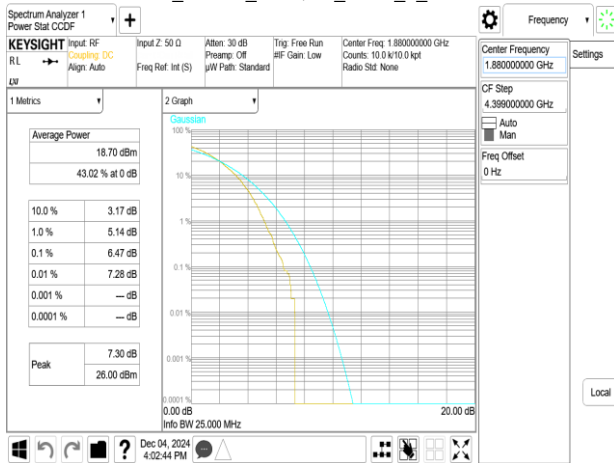 Spectrum Analyzer 1
Power Stat CCDF
+
Frequency
KEYSIGHT
Input: RF
Coupling: DC
Align: Auto
Input Z: 50 Ω
Freq Ref: Int (S)
Atten: 30 dB
Preamp: Off
µW Path: Standard
Trig: Free Run
#IF Gain: Low
Center Freq: 1.880000000 GHz
Counts: 10.0 k/10.0 kpt
Radio Std: None
RL
LXI
Center Frequency
1.880000000 GHz
Settings
CF Step
4.399000000 GHz
Auto
Man
Freq Offset
0 Hz
Local
1 Metrics
Average Power
18.70 dBm
43.02 % at 0 dB
10.0 % 3.17 dB
1.0 % 5.14 dB
0.1 % 6.47 dB
0.01 % 7.28 dB
0.001 % --- dB
0.0001 % --- dB
Peak
7.30 dB
26.00 dBm
2 Graph
Gaussian
100 %
10 %
1 %
0.1 %
0.01 %
0.001 %
0.0001 %
0.00 dB 20.00 dB
Info BW 25.000 MHz
?
Dec 04, 2024
4:02:44 PM